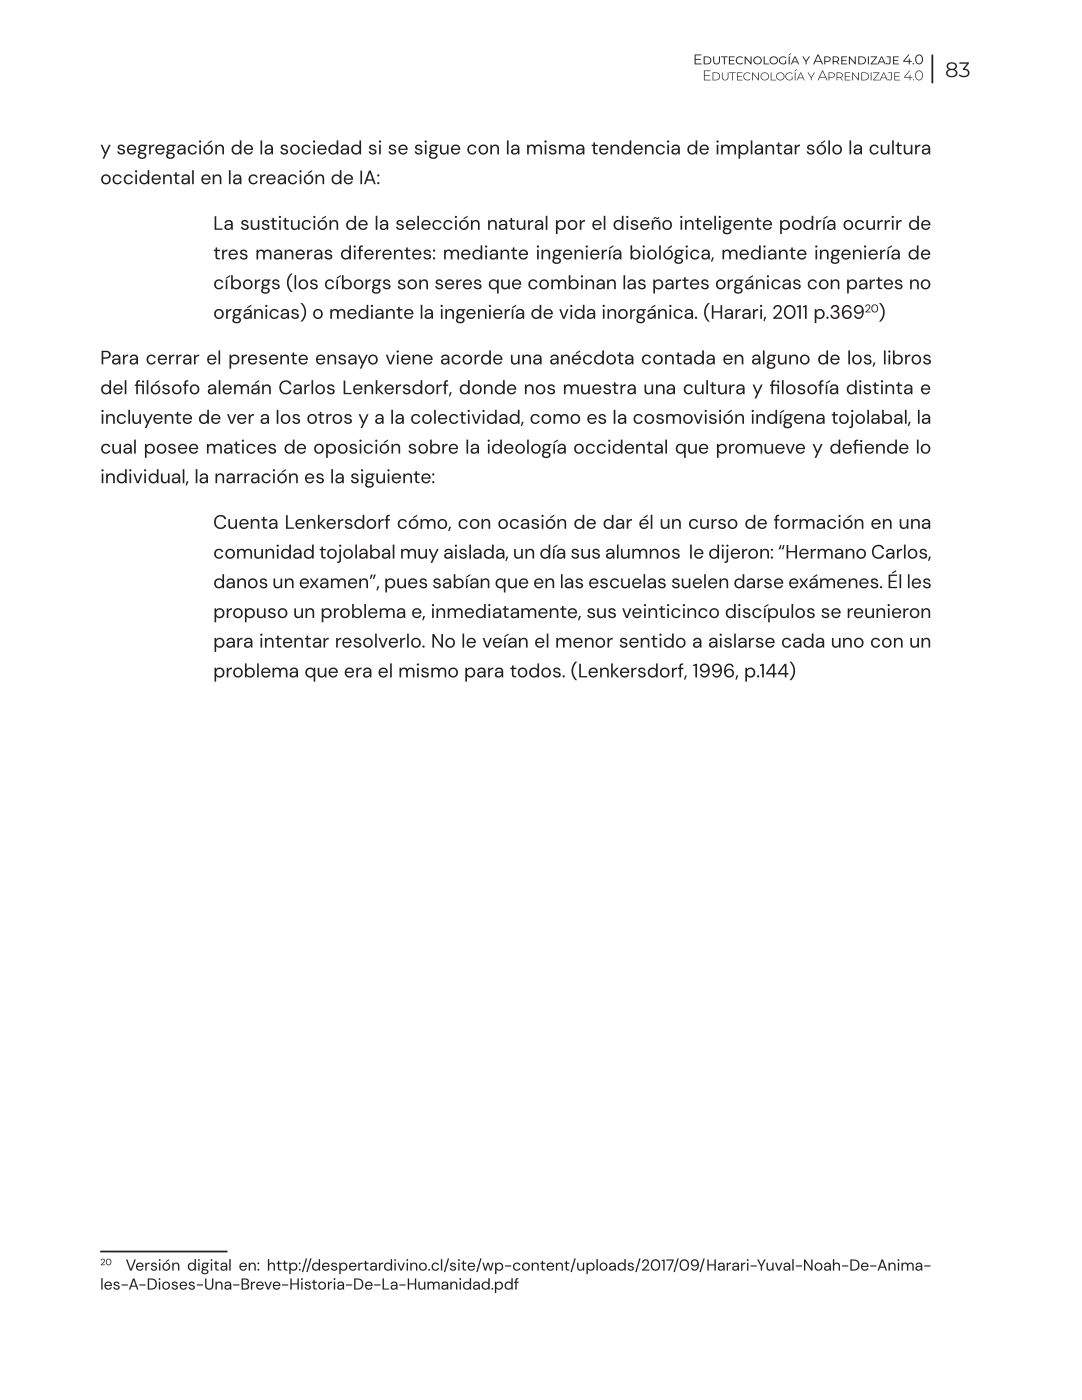 Edutecnología y Aprendizaje 4.0
Edutecnología y Aprendizaje 4.0
83
y segregación de la sociedad si se sigue con la misma tendencia de implantar sólo la cultura
occidental en la creación de IA:
La sustitución de la selección natural por el diseño inteligente podría ocurrir de
tres maneras diferentes: mediante ingeniería biológica, mediante ingeniería de
cíborgs (los cíborgs son seres que combinan las partes orgánicas con partes no
orgánicas) o mediante la ingeniería de vida inorgánica. (Harari, 2011 p.369²⁰)
Para cerrar el presente ensayo viene acorde una anécdota contada en alguno de los, libros
del filósofo alemán Carlos Lenkersdorf, donde nos muestra una cultura y filosofía distinta e
incluyente de ver a los otros y a la colectividad, como es la cosmovisión indígena tojolabal, la
cual posee matices de oposición sobre la ideología occidental que promueve y defiende lo
individual, la narración es la siguiente:
Cuenta Lenkersdorf cómo, con ocasión de dar él un curso de formación en una
comunidad tojolabal muy aislada, un día sus alumnos  le dijeron: “Hermano Carlos,
danos un examen”, pues sabían que en las escuelas suelen darse exámenes. Él les
propuso un problema e, inmediatamente, sus veinticinco discípulos se reunieron
para intentar resolverlo. No le veían el menor sentido a aislarse cada uno con un
problema que era el mismo para todos. (Lenkersdorf, 1996, p.144)
²⁰ Versión digital en: http://despertardivino.cl/site/wp-content/uploads/2017/09/Harari-Yuval-Noah-De-Anima-
les-A-Dioses-Una-Breve-Historia-De-La-Humanidad.pdf